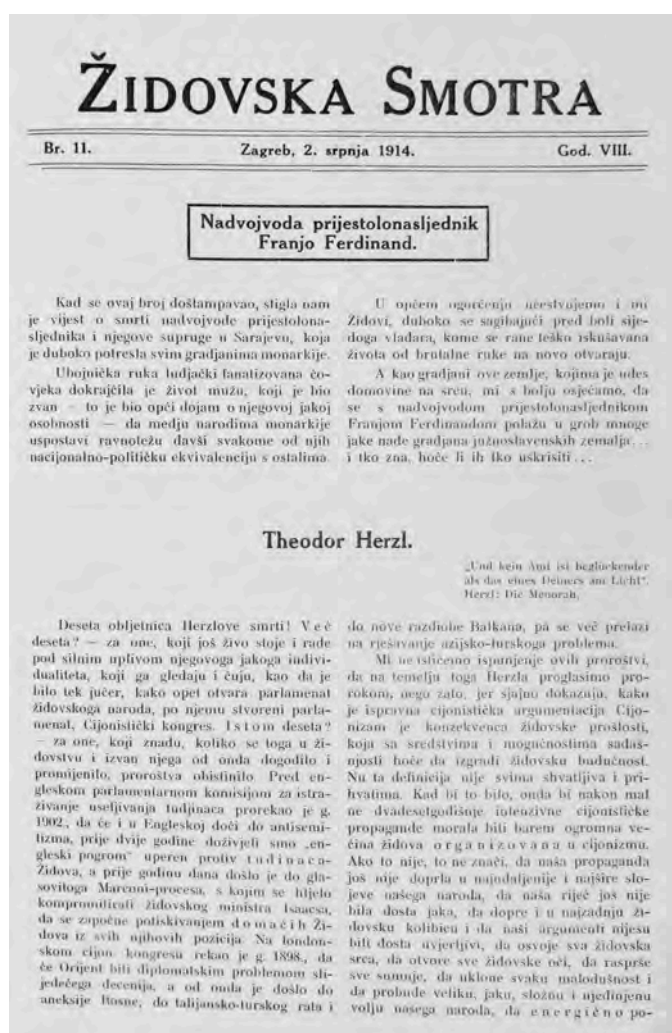 ŽIDOVSKA SMOTRA
Br. 11.
Zagreb, 2. srpnja 1914.
God. VIII.
Nadvojvoda prijestolonasljednik
Franjo Ferdinand.
Kad se ovaj broj doštampavao, stigla nam
je vijest o smrti nadvojvode prijestolona-
sljednika i njegove supruge u Sarajevu, koja
je duboko potresla svim gradjanima monarkije.
Ubojnička ruka ludjački fanatizovana čo-
vjeka dokrajčila je život mužu, koji je bio
zvan — to je bio opći dojam o njegovoj jakoj
osobnosti — da medju narodima monarkije
uspostavi ravnotežu davši svakome od njih
nacijonalno-političku ekvivalenciju s ostalima.
U općem ogorčenju učestvujemo i mi
Židovi, duboko se sagibajući pred boli sije-
doga vladara, kome se rane teško iskušavana
života od brutalne ruke na novo otvaraju.
A kao gradjani ove zemlje, kojima je udes
domovine na srcu, mi s bolju osjećamo, da
se s nadvojvodom prijestolonasljednikom
Franjom Ferdinandom polažu u grob mnoge
jake nade gradjana južnoslavenskih zemalja...
i tko zna, hoće li ih tko uskrisiti...
Theodor Herzl.
„Und kein Amt ist beglückender
als das eines Deiners am Licht".
Herzl: Die Menorah.
Deseta obljetnica Herzlove smrti! Već
deseta? — za one, koji još živo stoje i rade
pod silnim uplivom njegovoga jakoga indivi-
dualiteta, koji ga gledaju i čuju, kao da je
bilo tek jučer, kako opet otvara parlamenat
židovskoga naroda, po njemu stvoreni parla-
menat, Cijonistički kongres. Istom deseta?
— za one, koji znadu, koliko se toga u ži-
dovstvu i izvan njega od onda dogodilo i
promijenilo, proroštva obistinilo Pred en-
gleskom parlamentarnom komisijom za istra-
živanje useljivanja tudjinaca prorekao je g.
1902., da će i u Engleskoj doći do antisemi-
tizma, prije dvije godine doživjeli smo „en-
gleski pogrom" uperen protiv tudinaca-
Židova, a prije godinu dana došlo je do gla-
sovitoga Marconi-procesa, s kojim se htjelo
kompromitirati židovskog ministra Isaacsa,
da se započne potiskivanjem domaćih Ži-
dova iz svih njihovih pozicija Na london-
skom cijon. kongresu rekao je g. 1898., da
će Orijent biti diplomatskim problemom sli-
jedećega decenija, a od onda je došlo do
aneksije Bosne, do talijansko-turskog rata i
do nove razdiobe Balkana, pa se već prelazi
na rješavanje azijsko-turskoga problema.
Mi ne ističemo ispunjenje ovih proroštvi,
da na temelju toga Herzla proglasimo pro-
rokom, nego zato, jer sjajno dokazuju, kako
je ispravna cijonistička argumentacija Cijo-
nizam je konzekvenca židovske prošlosti,
koja sa sredstvima i mogućnostima sadaš-
njosti hoće da izgradi židovsku budućnost.
Nu ta definicija nije svima shvatljiva i pri-
hvatima. Kad bi to bilo, onda bi nakon mal
ne dvadesetgodišnje intenzivne cijonističke
propagande morala biti barem ogromna ve-
ćina židova organizovana u cijonizmu.
Ako to nije, to ne znači, da naša propaganda
još nije doprla u najudaljenije i najšire slo-
jeve našega naroda, da naša riječ još nije
bila dosta jaka, da dopre i u najzadnju ži-
dovsku kolibicu i da naši argumenti nijesu
bili dosta uvjerljivi, da osvoje sva židovska
srca, da otvore sve židovske oči, da rasprše
sve sumnje, da uklone svaku malodušnost i
da probude veliku, jaku, složnu i ujedinjenu
volju našega naroda, da energično po-